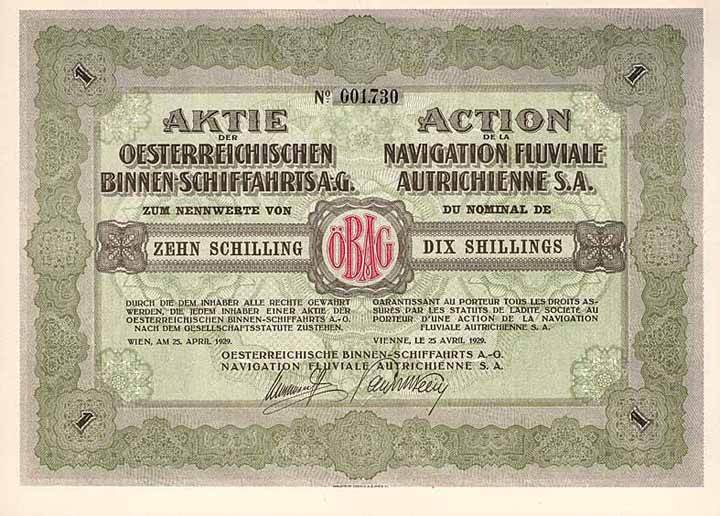 1
1
Nº 001.730
AKTIE
DER
OESTERREICHISCHEN
BINNEN-SCHIFFAHRTS A.-G.
ZUM NENNWERTE VON
ZEHN SCHILLING
ACTION
DE LA
NAVIGATION FLUVIALE
AUTRICHIENNE S.A.
DU NOMINAL DE
DIX SHILLINGS
ÖBAG
DURCH DIE DEM INHABER ALLE RECHTE GEWÄHRT
WERDEN, DIE JEDEM INHABER EINER AKTIE DER
OESTERREICHISCHEN BINNEN-SCHIFFAHRTS A.-G.
NACH DEM GESELLSCHAFTSSTATUTE ZUSTEHEN.
WIEN, AM 25. APRIL 1929.
GARANTISSANT AU PORTEUR TOUS LES DROITS AS-
SURÉS PAR LES STATUTS DE LADITE SOCIÉTÉ AU
PORTEUR D'UNE ACTION DE LA NAVIGATION
FLUVIALE AUTRICHIENNE S. A.
VIENNE, LE 25 AVRIL 1929.
OESTERREICHISCHE BINNEN-SCHIFFAHRTS A.-G.
NAVIGATION FLUVIALE AUTRICHIENNE S. A.
1
1